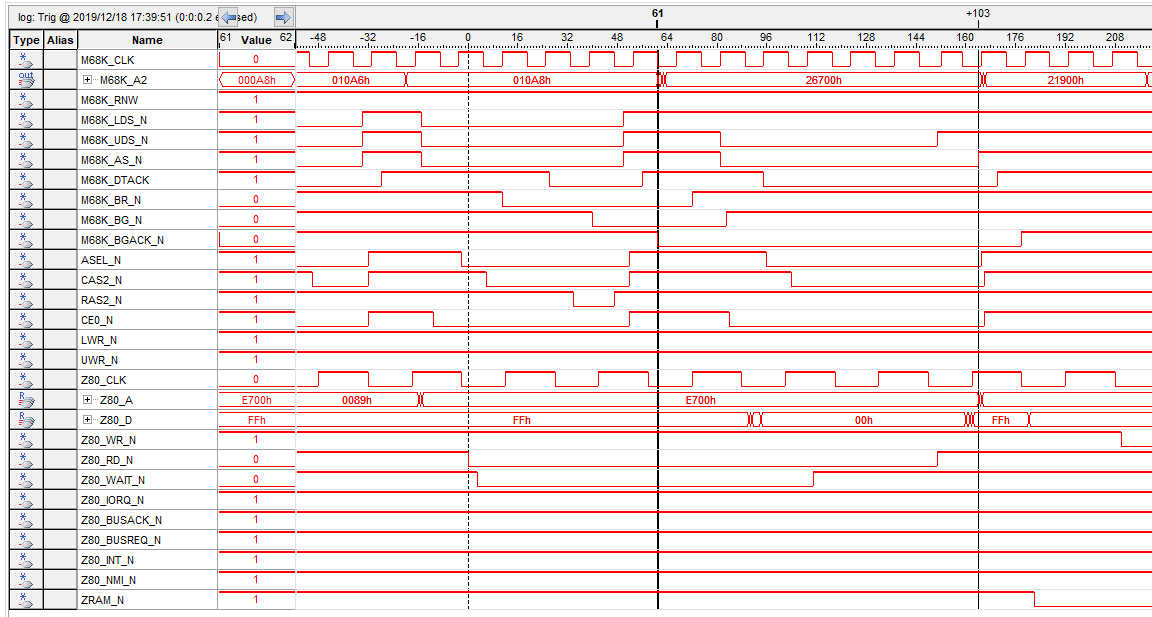 log: Trig @ 2019/12/18 17:39:51 (0:0:0.2 e sed)
61 +103
Type Alias Name 61 Value 62 -48 -32 -16 0 16 32 48 64 80 96 112 128 144 160 176 192 208
M68K_CLK 0
out M68K_A2 000A8h 010A6h 010A8h 26700h 21900h
M68K_RNW 1
M68K_LDS_N 1
M68K_UDS_N 1
M68K_AS_N 1
M68K_DTACK 1
M68K_BR_N 0
M68K_BG_N 0
M68K_BGACK_N 0
ASEL_N 1
CAS2_N 1
RAS2_N 1
CE0_N 1
LWR_N 1
UWR_N 1
Z80_CLK 0
R Z80_A E700h 0089h E700h
R Z80_D FFh FFh 00h FFh
Z80_WR_N 1
Z80_RD_N 0
Z80_WAIT_N 0
Z80_IORQ_N 1
Z80_BUSACK_N 1
Z80_BUSREQ_N 1
Z80_INT_N 1
Z80_NMI_N 1
ZRAM_N 1